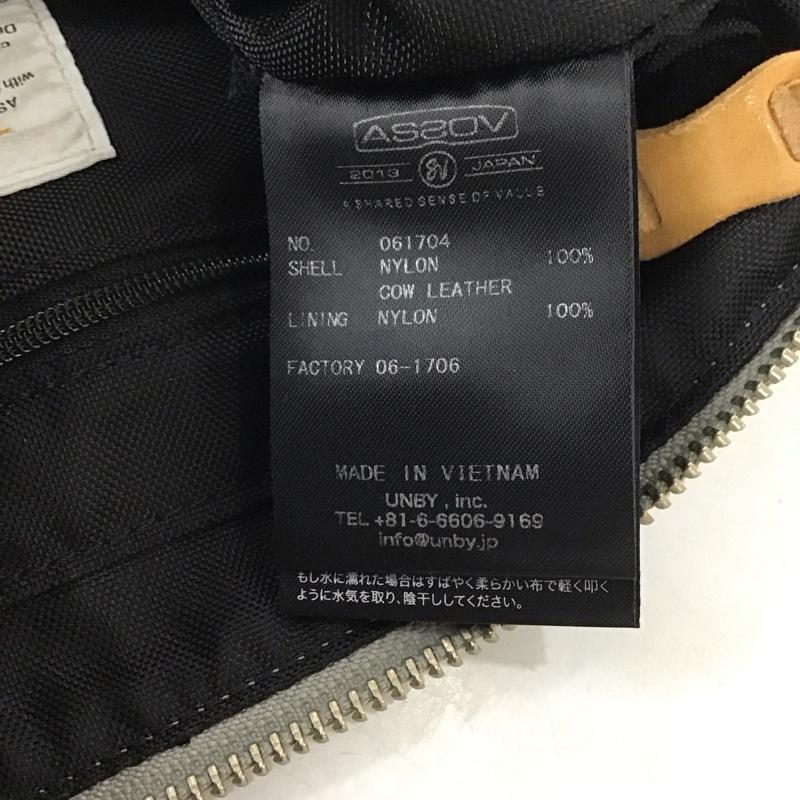 ASSOV
2013 JAPAN
A SHARED SENSE OF VALUE
NO. 061704
SHELL NYLON 100%
COW LEATHER
LINING NYLON 100%
FACTORY 06-1706
MADE IN VIETNAM
UNBY , inc.
TEL +81-6-6606-9169
info@unby.jp
もし水に濡れた場合はすばやく柔らかい布で軽く叩く
ように水気を取り、陰干ししてください。
with
AS
De